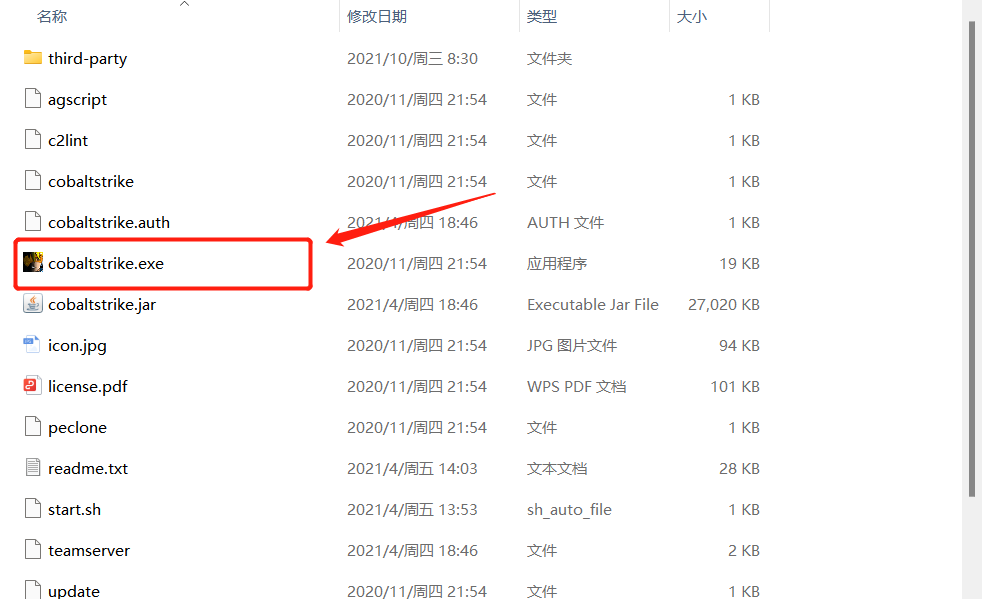 名称 修改日期 类型 大小
third-party 2021/10/周三 8:30 文件夹
agscript 2020/11/周四 21:54 文件 1 KB
c2lint 2020/11/周四 21:54 文件 1 KB
cobaltstrike 2020/11/周四 21:54 文件 1 KB
cobaltstrike.auth 2021/4/周四 18:46 AUTH 文件 1 KB
cobaltstrike.exe 2020/11/周四 21:54 应用程序 19 KB
cobaltstrike.jar 2021/4/周四 18:46 Executable Jar File 27,020 KB
icon.jpg 2020/11/周四 21:54 JPG 图片文件 94 KB
license.pdf 2020/11/周四 21:54 WPS PDF 文档 101 KB
peclone 2020/11/周四 21:54 文件 1 KB
readme.txt 2021/4/周五 14:03 文本文档 28 KB
start.sh 2021/4/周五 13:53 sh_auto_file 1 KB
teamserver 2021/4/周四 18:46 文件 2 KB
update 2020/11/周四 21:54 文件 1 KB